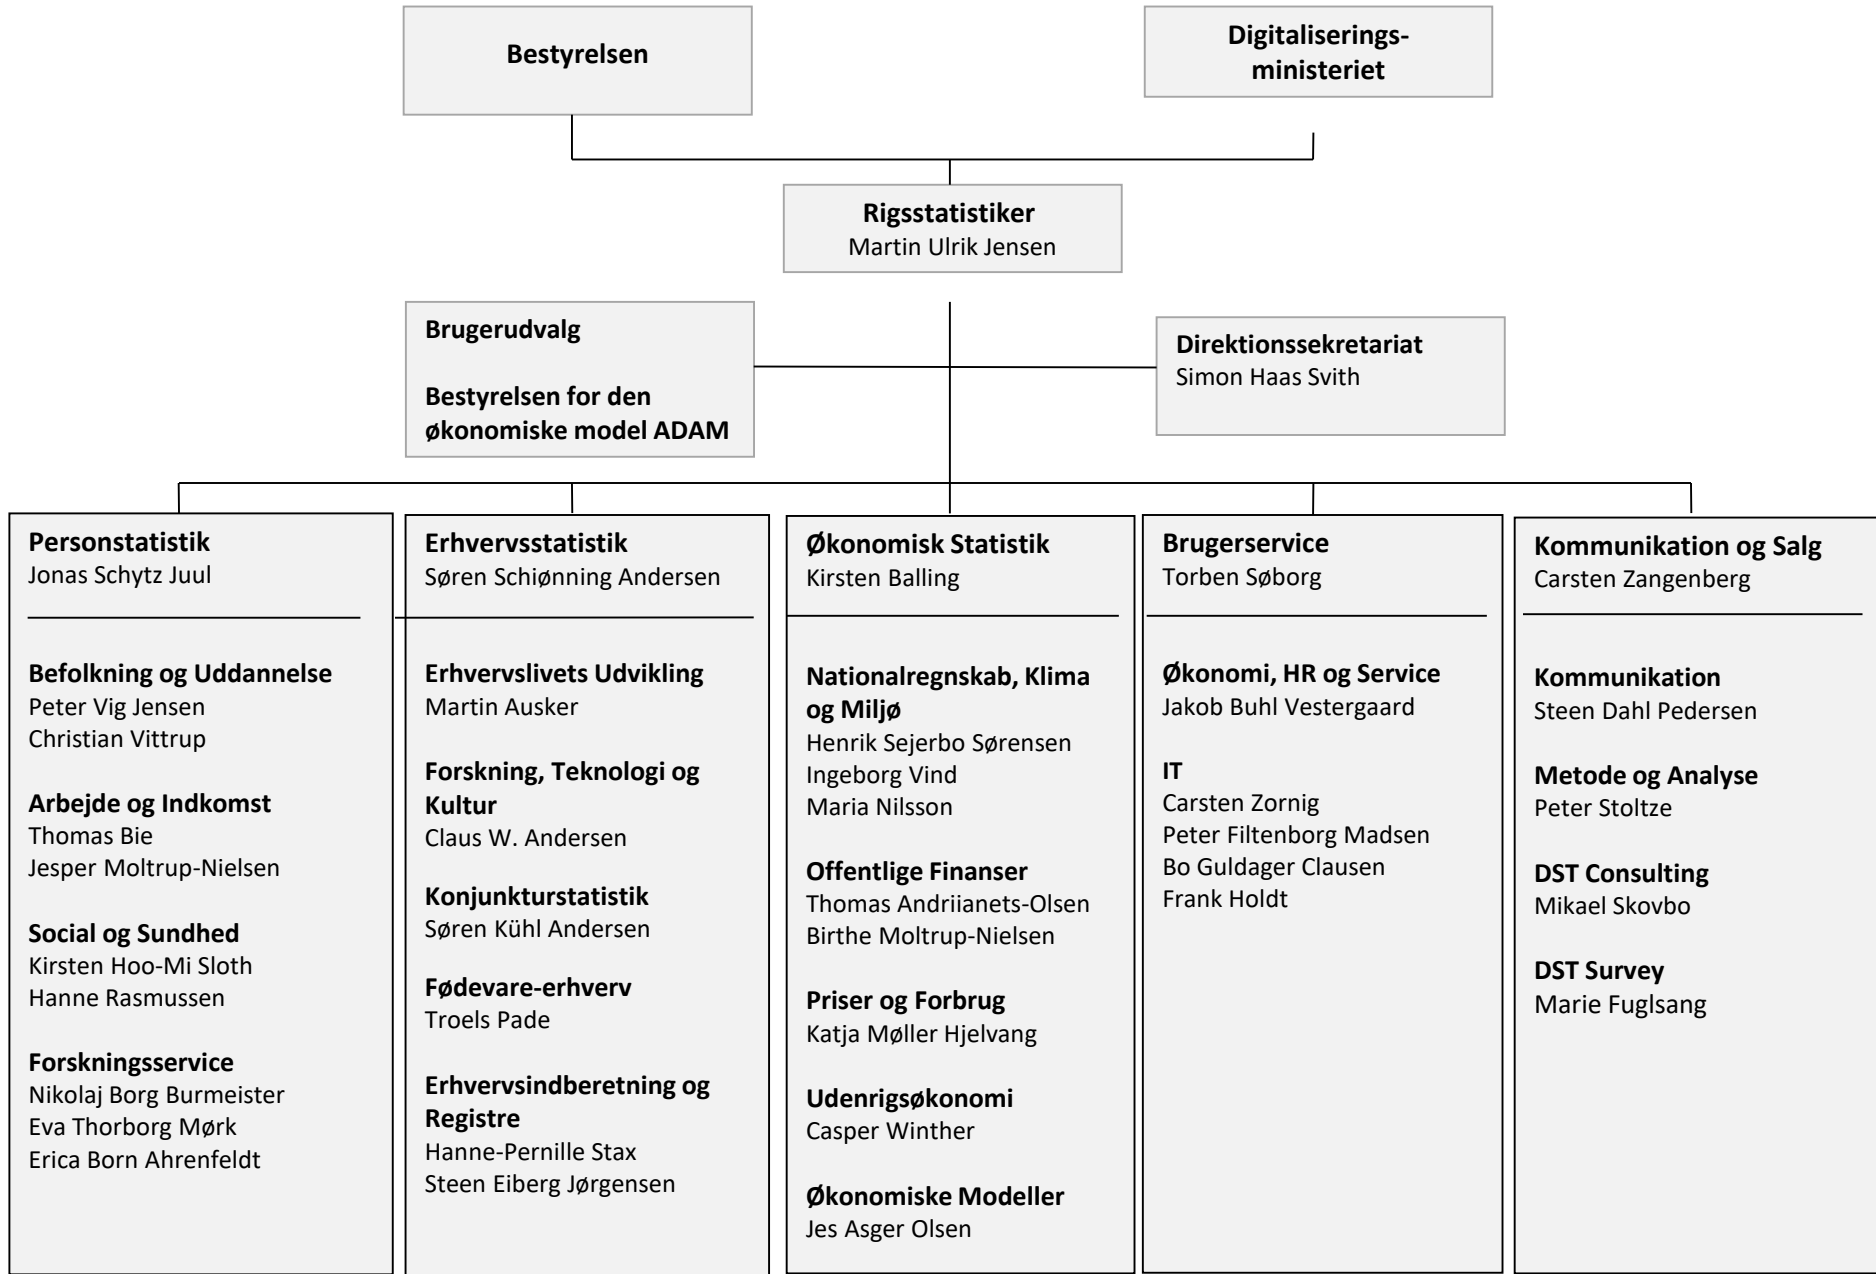 Bestyrelsen
Digitaliserings-
ministeriet
Rigsstatistiker
Martin Ulrik Jensen
Brugerudvalg
Bestyrelsen for den
økonomiske model ADAM
Direktionssekretariat
Simon Haas Svith
Personstatistik
Jonas Schytz Juul
Befolkning og Uddannelse
Peter Vig Jensen
Christian Vittrup
Arbejde og Indkomst
Thomas Bie
Jesper Moltrup-Nielsen
Social og Sundhed
Kirsten Hoo-Mi Sloth
Hanne Rasmussen
Forskningsservice
Nikolaj Borg Burmeister
Eva Thorborg Mørk
Erica Born Ahrenfeldt
Erhvervsstatistik
Søren Schiønning Andersen
Erhvervslivets Udvikling
Martin Ausker
Forskning, Teknologi og
Kultur
Claus W. Andersen
Konjunkturstatistik
Søren Kühl Andersen
Fødevare-erhverv
Troels Pade
Erhvervsindberetning og
Registre
Hanne-Pernille Stax
Steen Eiberg Jørgensen
Økonomisk Statistik
Kirsten Balling
Nationalregnskab, Klima
og Miljø
Henrik Sejerbo Sørensen
Ingeborg Vind
Maria Nilsson
Offentlige Finanser
Thomas Andriianets-Olsen
Birthe Moltrup-Nielsen
Priser og Forbrug
Katja Møller Hjelvang
Udenrigsøkonomi
Casper Winther
Økonomiske Modeller
Jes Asger Olsen
Brugerservice
Torben Søborg
Økonomi, HR og Service
Jakob Buhl Vestergaard
IT
Carsten Zornig
Peter Filtenborg Madsen
Bo Guldager Clausen
Frank Holdt
Kommunikation og Salg
Carsten Zangenberg
Kommunikation
Steen Dahl Pedersen
Metode og Analyse
Peter Stoltze
DST Consulting
Mikael Skovbo
DST Survey
Marie Fuglsang